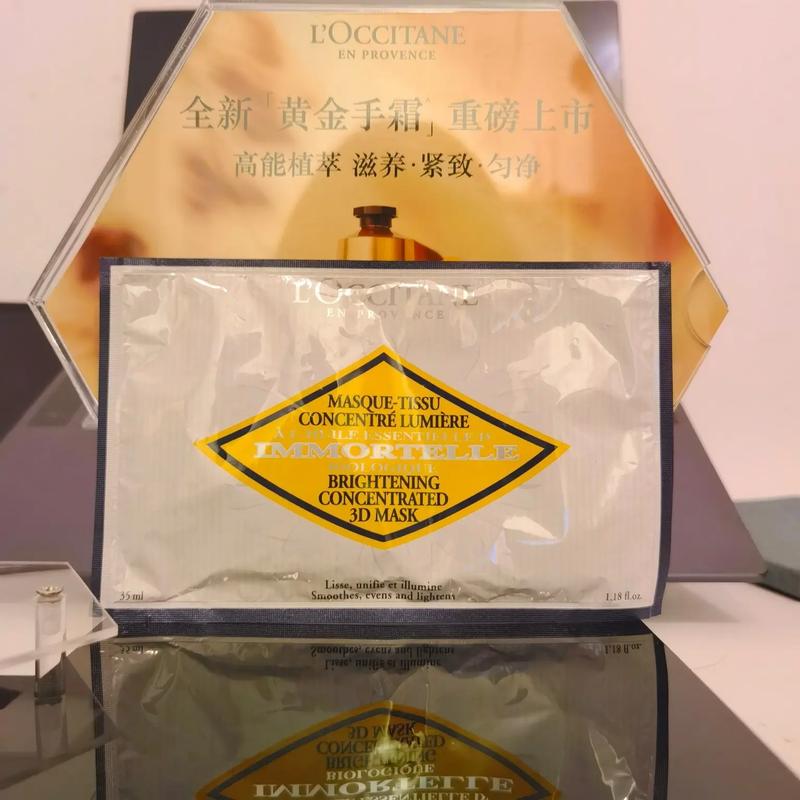 L'OCCITANE
EN PROVENCE
全新「黄金手霜」重磅上市
高能植萃 滋养·紧致·匀净
L'OCCITANE
EN PROVENCE
MASQUE-TISSU
CONCENTRÉ LUMIÈRE
À L'HUILE ESSENTIELLE D'
IMMORTELLE
BIOLOGIQUE
BRIGHTENING
CONCENTRATED
3D MASK
Lisse, unifie et illumine
Smoothes, evens and lightens
35 ml
1.18 fl.oz.